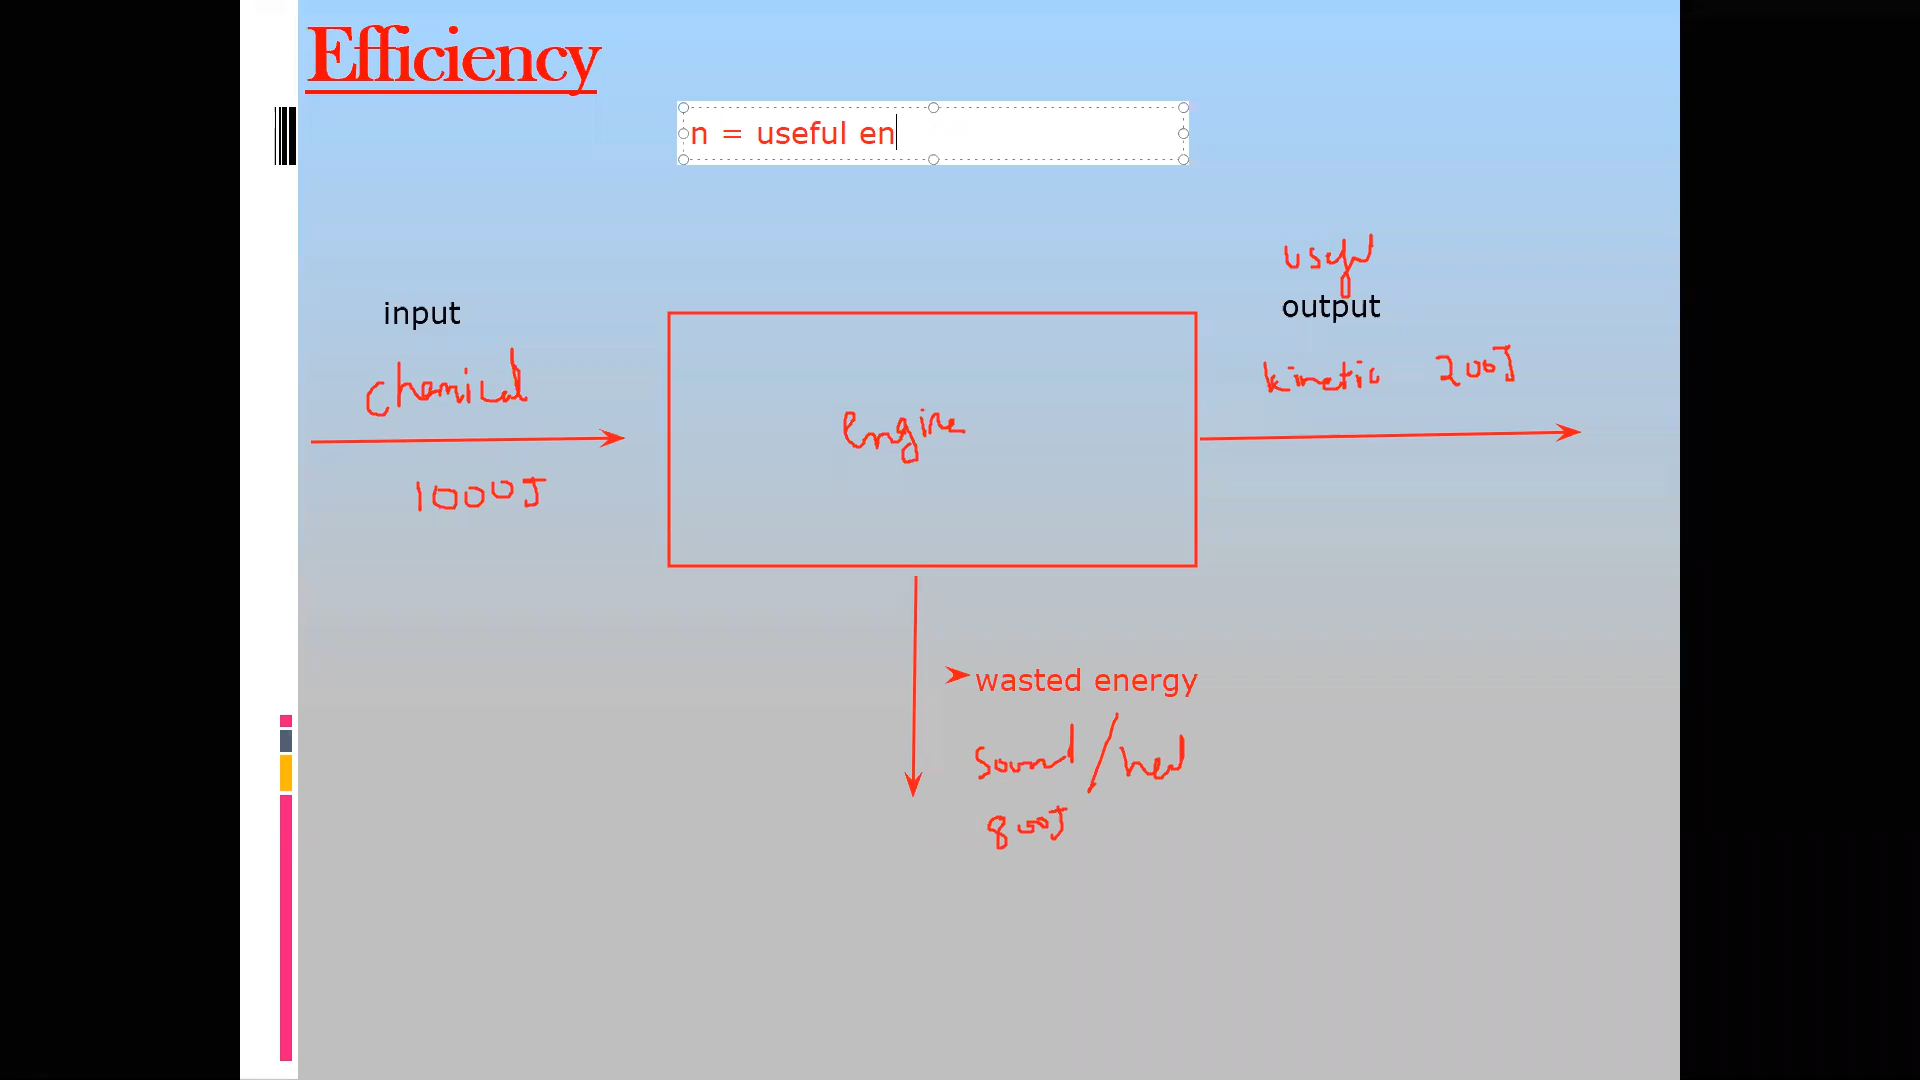 Efficiency
n = useful en
useful
input
output
chemical
kinetic 200J
engine
1000J
wasted energy
sound / heat
800J